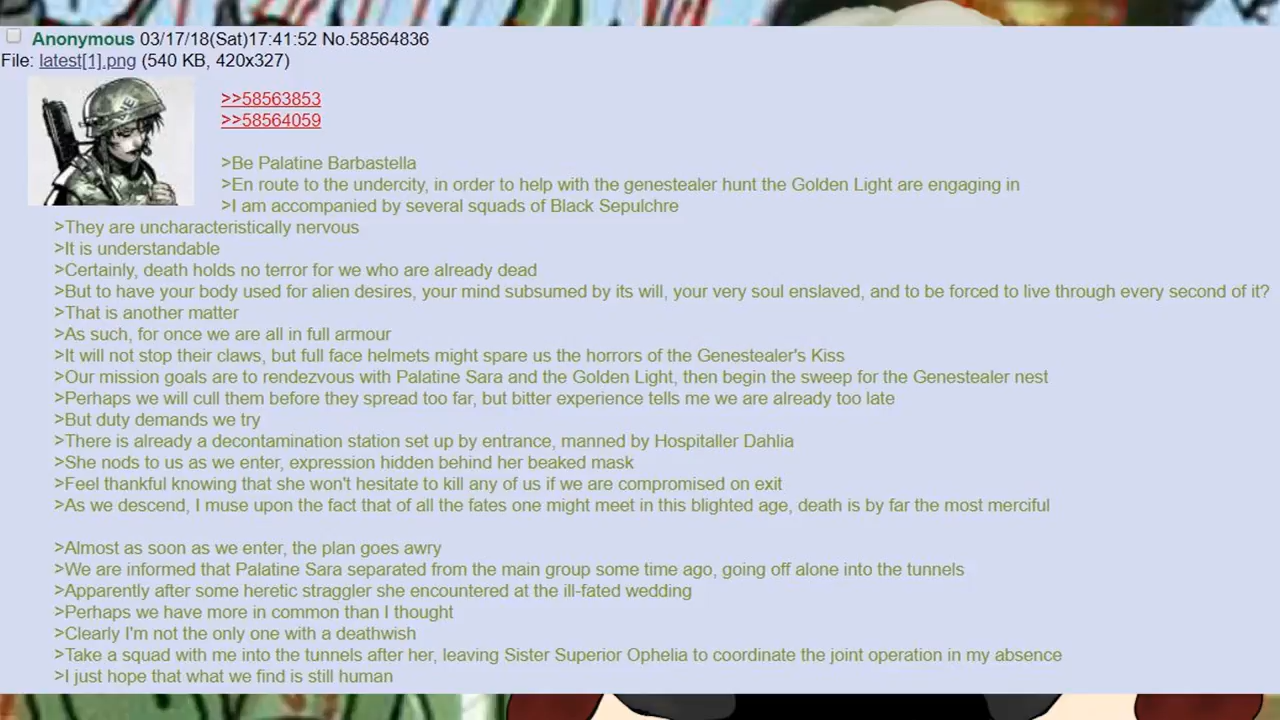 Anonymous 03/17/18(Sat)17:41:52 No.58564836
File: latest[1].png (540 KB, 420x327)
>>58563853
>>58564059
>Be Palatine Barbastella
>En route to the undercity, in order to help with the genestealer hunt the Golden Light are engaging in
>I am accompanied by several squads of Black Sepulchre
>They are uncharacteristically nervous
>It is understandable
>Certainly, death holds no terror for we who are already dead
>But to have your body used for alien desires, your mind subsumed by its will, your very soul enslaved, and to be forced to live through every second of it?
>That is another matter
>As such, for once we are all in full armour
>It will not stop their claws, but full face helmets might spare us the horrors of the Genestealer's Kiss
>Our mission goals are to rendezvous with Palatine Sara and the Golden Light, then begin the sweep for the Genestealer nest
>Perhaps we will cull them before they spread too far, but bitter experience tells me we are already too late
>But duty demands we try
>There is already a decontamination station set up by entrance, manned by Hospitaller Dahlia
>She nods to us as we enter, expression hidden behind her beaked mask
>Feel thankful knowing that she won't hesitate to kill any of us if we are compromised on exit
>As we descend, I muse upon the fact that of all the fates one might meet in this blighted age, death is by far the most merciful
>Almost as soon as we enter, the plan goes awry
>We are informed that Palatine Sara separated from the main group some time ago, going off alone into the tunnels
>Apparently after some heretic straggler she encountered at the ill-fated wedding
>Perhaps we have more in common than I thought
>Clearly I'm not the only one with a deathwish
>Take a squad with me into the tunnels after her, leaving Sister Superior Ophelia to coordinate the joint operation in my absence
>I just hope that what we find is still human